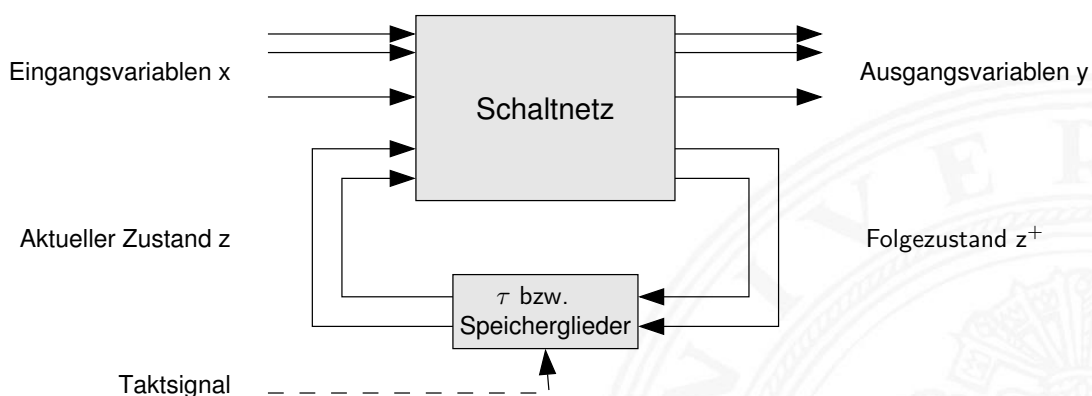 Eingangsvariablen x
Schaltnetz
Ausgangsvariablen y
Aktueller Zustand z
Folgezustand z⁺
τ bzw.
Speicherglieder
Taktsignal
I V E R